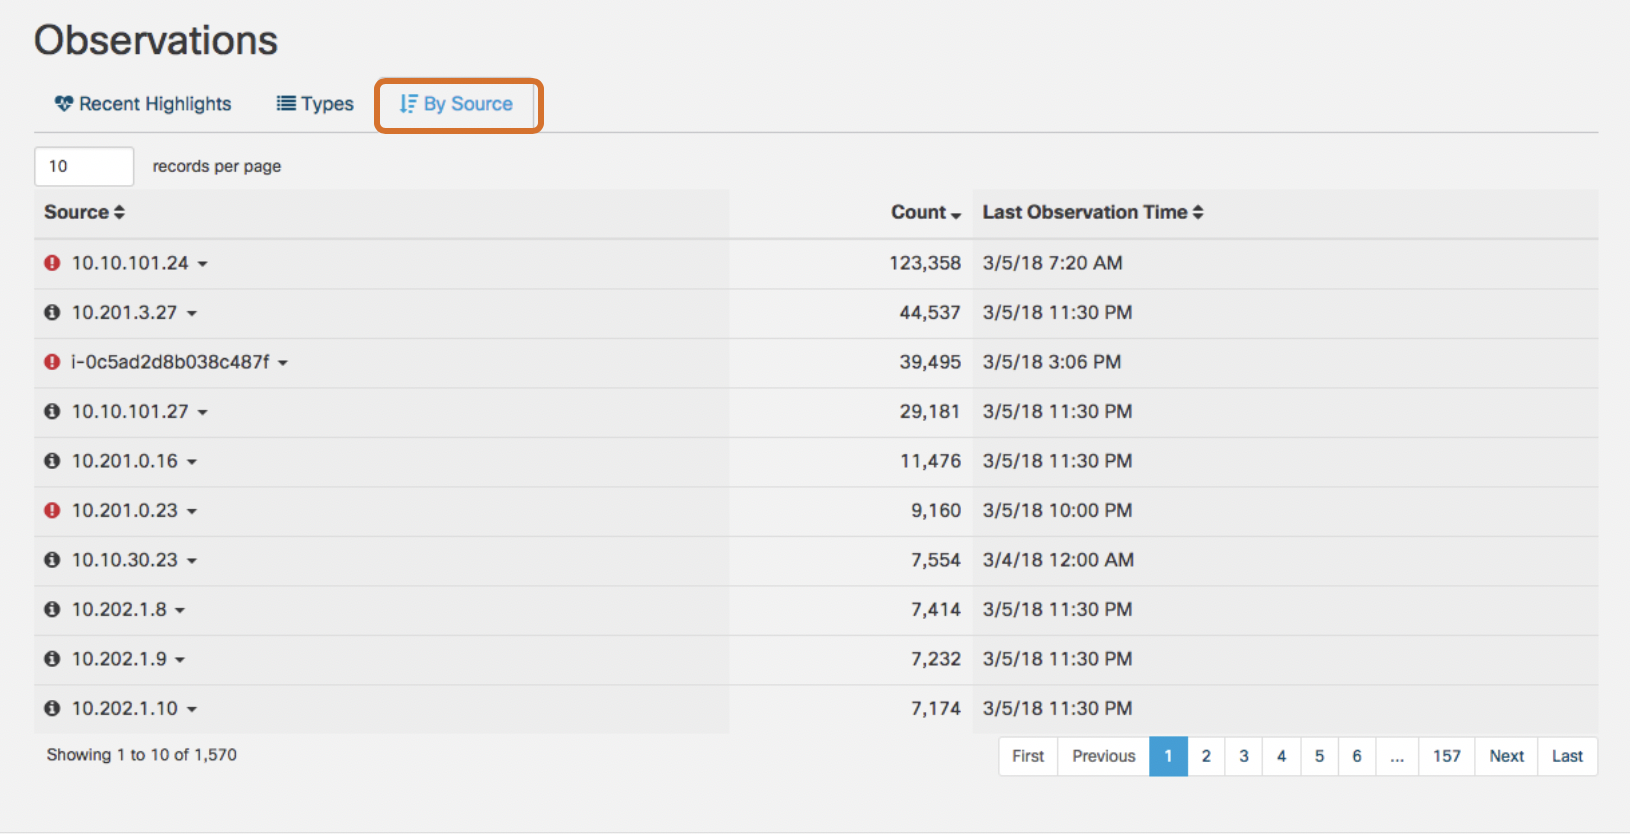 Observations
Recent Highlights Types By Source
10 records per page
Source Count Last Observation Time
10.10.101.24 123,358 3/5/18 7:20 AM
10.201.3.27 44,537 3/5/18 11:30 PM
i-0c5ad2d8b038c487f 39,495 3/5/18 3:06 PM
10.10.101.27 29,181 3/5/18 11:30 PM
10.201.0.16 11,476 3/5/18 11:30 PM
10.201.0.23 9,160 3/5/18 10:00 PM
10.10.30.23 7,554 3/4/18 12:00 AM
10.202.1.8 7,414 3/5/18 11:30 PM
10.202.1.9 7,232 3/5/18 11:30 PM
10.202.1.10 7,174 3/5/18 11:30 PM
Showing 1 to 10 of 1,570 First Previous 1 2 3 4 5 6 ... 157 Next Last